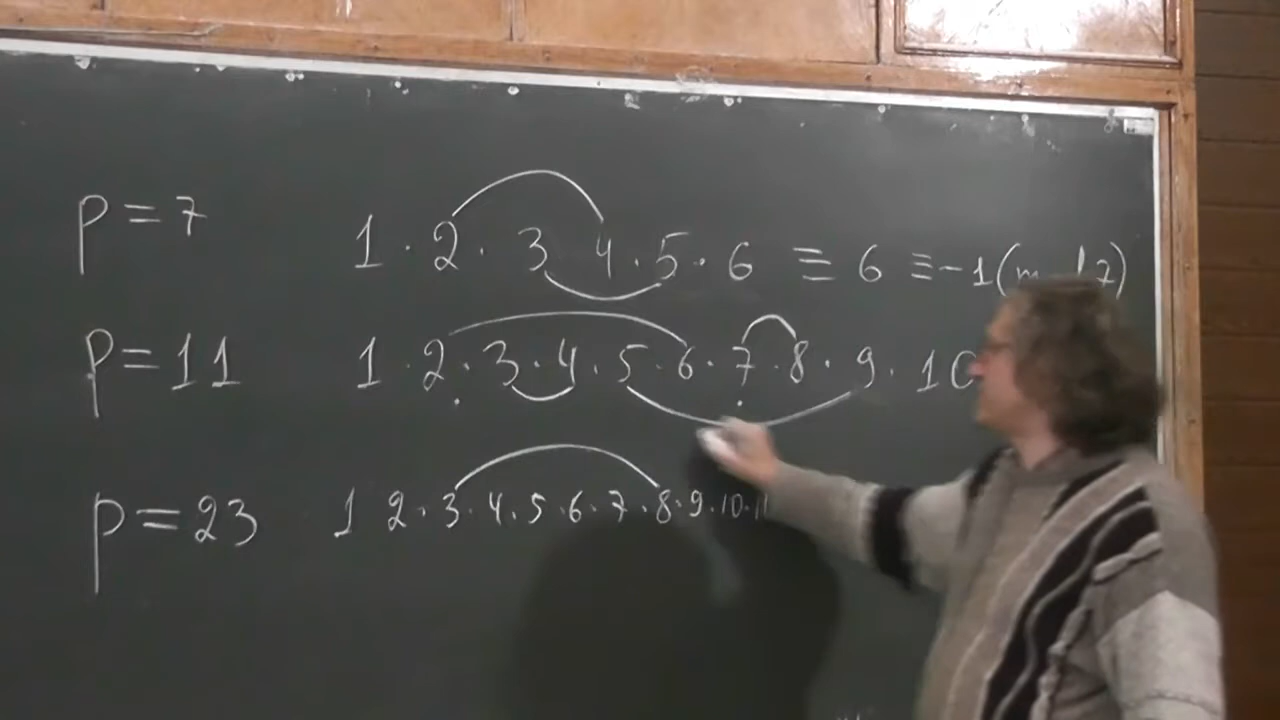 p = 7 1 · 2 · 3 4 · 5 · 6 ≡ 6 ≡ -1 (m 7)
p = 11 1 · 2 · 3 · 4 · 5 · 6 · 7 · 8 · 9 · 10
p = 23 1 2 · 3 · 4 · 5 · 6 · 7 · 8 · 9 · 10 · 11